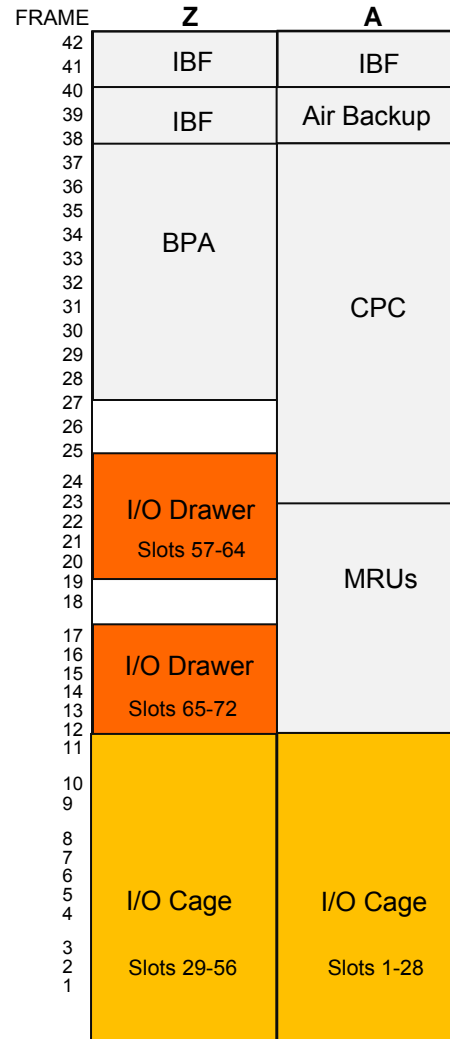 FRAME Z A
42
41
40
39
38
37
36
35
34
33
32
31
30
29
28
27
26
25
24
23
22
21
20
19
18
17
16
15
14
13
12
11
10
9
8
7
6
5
4
3
2
1
IBF
IBF
BPA
I/O Drawer
Slots 57-64
I/O Drawer
Slots 65-72
I/O Cage
Slots 29-56
IBF
Air Backup
CPC
MRUs
I/O Cage
Slots 1-28